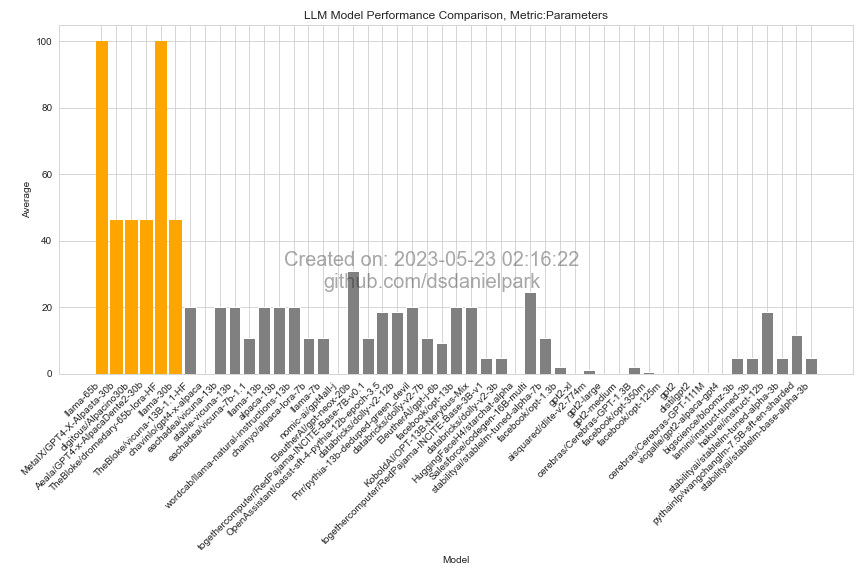 LLM Model Performance Comparison, Metric:Parameters
100
80
60
40
20
0
Average
Created on: 2023-05-23 02:16:22
github.com/dsdanielpark
llama-65b
MetaIX/GPT4-X-Alpasta-30b
digitous/Alpacino30b
Aeala/GPT4-x-AlpacaDente2-30b
TheBloke/dromedary-65b-lora-HF
llama-30b
TheBloke/vicuna-13B-1.1-HF
chavinlo/gpt4-x-alpaca
eachadea/vicuna-13b
stable-vicuna-13b
eachadea/vicuna-7b-1.1
llama-13b
alpaca-13b
wordcab/llama-natural-instructions-13b
chainyo/alpaca-lora-7b
llama-7b
nomic-ai/gpt4all-j
EleutherAI/gpt-neox-20b
togethercomputer/RedPajama-INCITE-Base-7B-v0.1
OpenAssistant/oasst-sft-4-pythia-12b-epoch-3.5
databricks/dolly-v2-12b
Pirr/pythia-13b-deduped-green_devil
databricks/dolly-v2-7b
EleutherAI/gpt-j-6b
facebook/opt-13b
KoboldAI/OPT-13B-Nerybus-Mix
togethercomputer/RedPajama-INCITE-Base-3B-v1
databricks/dolly-v2-3b
HuggingFaceH4/starchat-alpha
Salesforce/codegen-16B-multi
stabilityai/stablelm-tuned-alpha-7b
facebook/opt-1.3b
gpt2-xl
aisquared/dlite-v2-774m
gpt2-large
gpt2-medium
cerebras/Cerebras-GPT-1.3B
facebook/opt-350m
facebook/opt-125m
gpt2
distilgpt2
cerebras/Cerebras-GPT-111M
vicgalle/gpt2-alpaca-gpt4
bigscience/bloomz-3b
lamini/instruct-tuned-3b
hakurei/instruct-12b
stabilityai/stablelm-tuned-alpha-3b
pythainlp/wangchanglm-7.5B-sft-en-sharded
stabilityai/stablelm-base-alpha-3b
Model